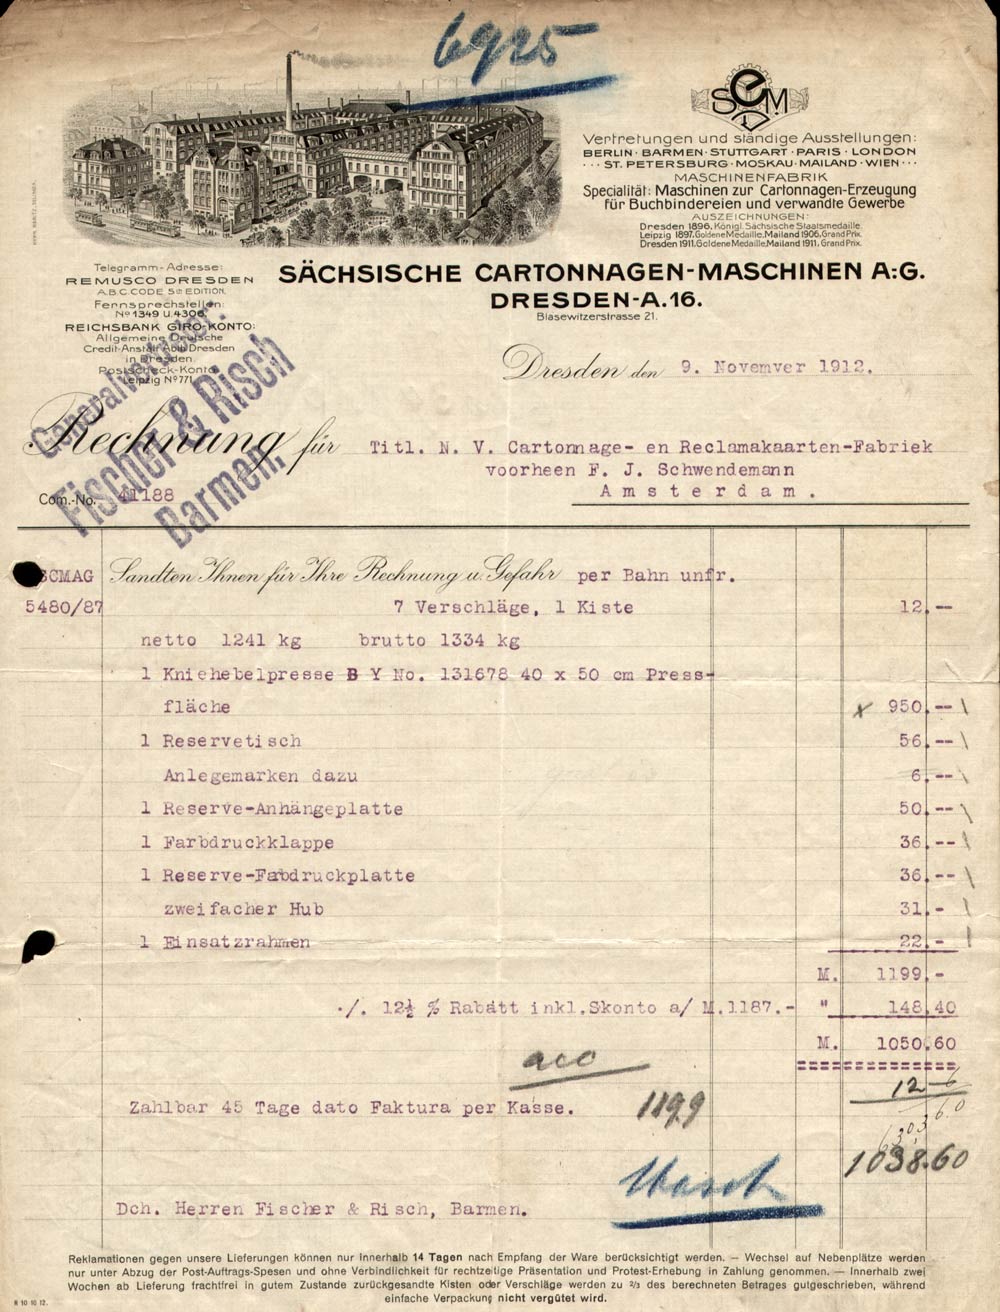 6925
SCM
Vertretungen und ständige Ausstellungen:
BERLIN · BARMEN · STUTTGART · PARIS · LONDON
··· ST. PETERSBURG · MOSKAU · MAILAND · WIEN ···
MASCHINENFABRIK
Specialität: Maschinen zur Cartonnagen-Erzeugung
für Buchbindereien und verwandte Gewerbe
AUSZEICHNUNGEN:
Dresden 1896, Königl. Sächsische Staatsmedaille.
Leipzig 1897, Goldene Medaille, Mailand 1906, Grand Prix.
Dresden 1911, Goldene Medaille, Mailand 1911, Grand Prix.
Telegramm-Adresse:
REMUSCO DRESDEN
A.B.C. CODE 5th EDITION.
Fernsprechstellen:
No 1349 u. 4306.
REICHSBANK GIRO-KONTO:
Allgemeine Deutsche
Credit-Anstalt Abth. Dresden
in Dresden.
Postscheck-Konto
Leipzig No 771
SÄCHSISCHE CARTONNAGEN-MASCHINEN A:G.
DRESDEN-A.16.
Blasewitzerstrasse 21.
Generalvertreter:
Fischer & Risch
Barmen.
Dresden den 9. Novemver 1912.
Rechnung für Titl. N. V. Cartonnage- en Reclamakaarten-Fabriek
voorheen F. J. Schwendemann
Amsterdam.
Com.-No. 41188
SCMAG Sandten Ihnen für Ihre Rechnung u. Gefahr per Bahn unfr.
5480/87 7 Verschläge, 1 Kiste 12.--
netto 1241 kg brutto 1334 kg
1 Kniehebelpresse B Y No. 131678 40 x 50 cm Press-
fläche x 950.--
1 Reservetisch 56.--
Anlegemarken dazu 6.--
1 Reserve-Anhängeplatte 50.--
1 Farbdruckklappe 36.--
1 Reserve-Fabdruckplatte 36.--
zweifacher Hub 31.-
1 Einsatzrahmen 22.-
M. 1199.-
./. 12½ % Rabatt inkl. Skonto a/ M.1187.- " 148.40
M. 1050.60
acc
12
Zahlbar 45 Tage dato Faktura per Kasse. 1199
1038.60
Dch. Herren Fischer & Risch, Barmen.
Reklamationen gegen unsere Lieferungen können nur innerhalb 14 Tagen nach Empfang der Ware berücksichtigt werden. — Wechsel auf Nebenplätze werden
nur unter Abzug der Post-Auftrags-Spesen und ohne Verbindlichkeit für rechtzeitige Präsentation und Protest-Erhebung in Zahlung genommen. — Innerhalb zwei
Wochen ab Lieferung frachtfrei in gutem Zustande zurückgesandte Kisten oder Verschläge werden zu 2/3 des berechneten Betrages gutgeschrieben, während
einfache Verpackung nicht vergütet wird.
R 10 10 12.